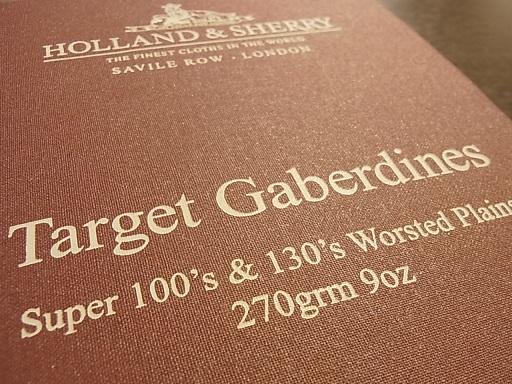 HOLLAND & SHERRY
THE FINEST CLOTHS IN THE WORLD
SAVILE ROW · LONDON
Target Gaberdines
Super 100's & 130's Worsted Plains
270grm 9oz